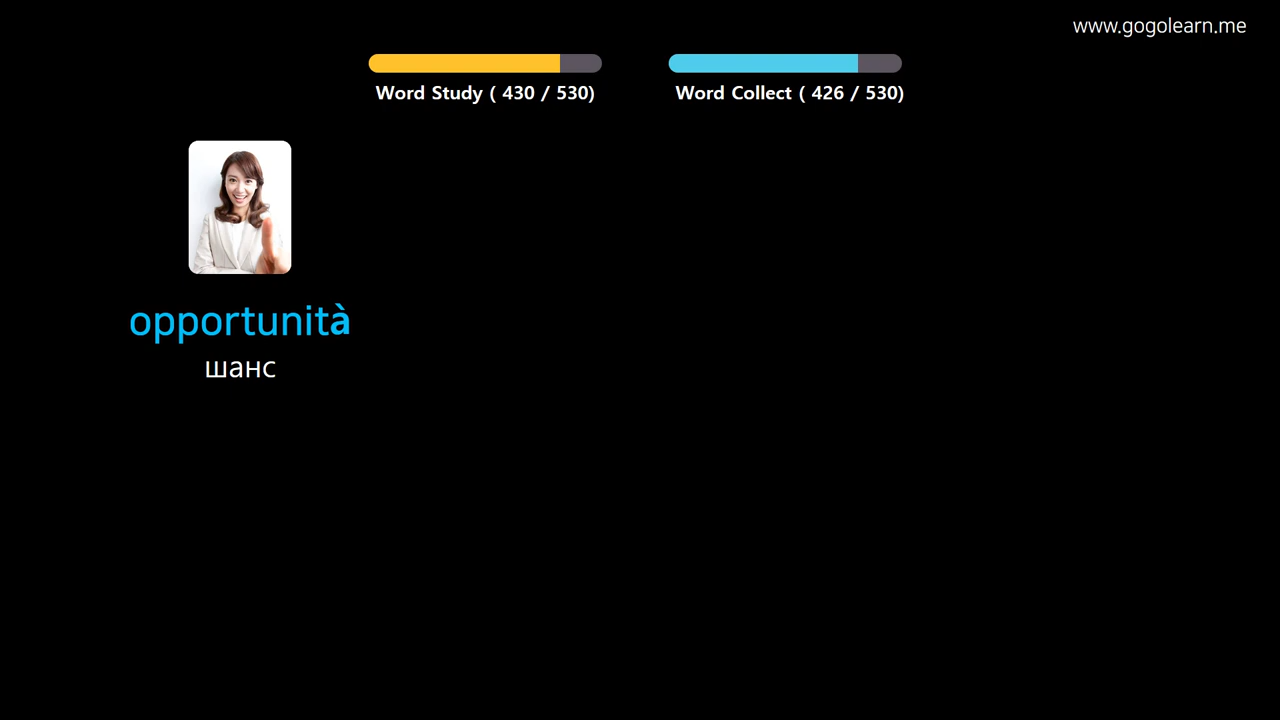 www.gogolearn.me
Word Study ( 430 / 530)
Word Collect ( 426 / 530)
opportunità
шанс